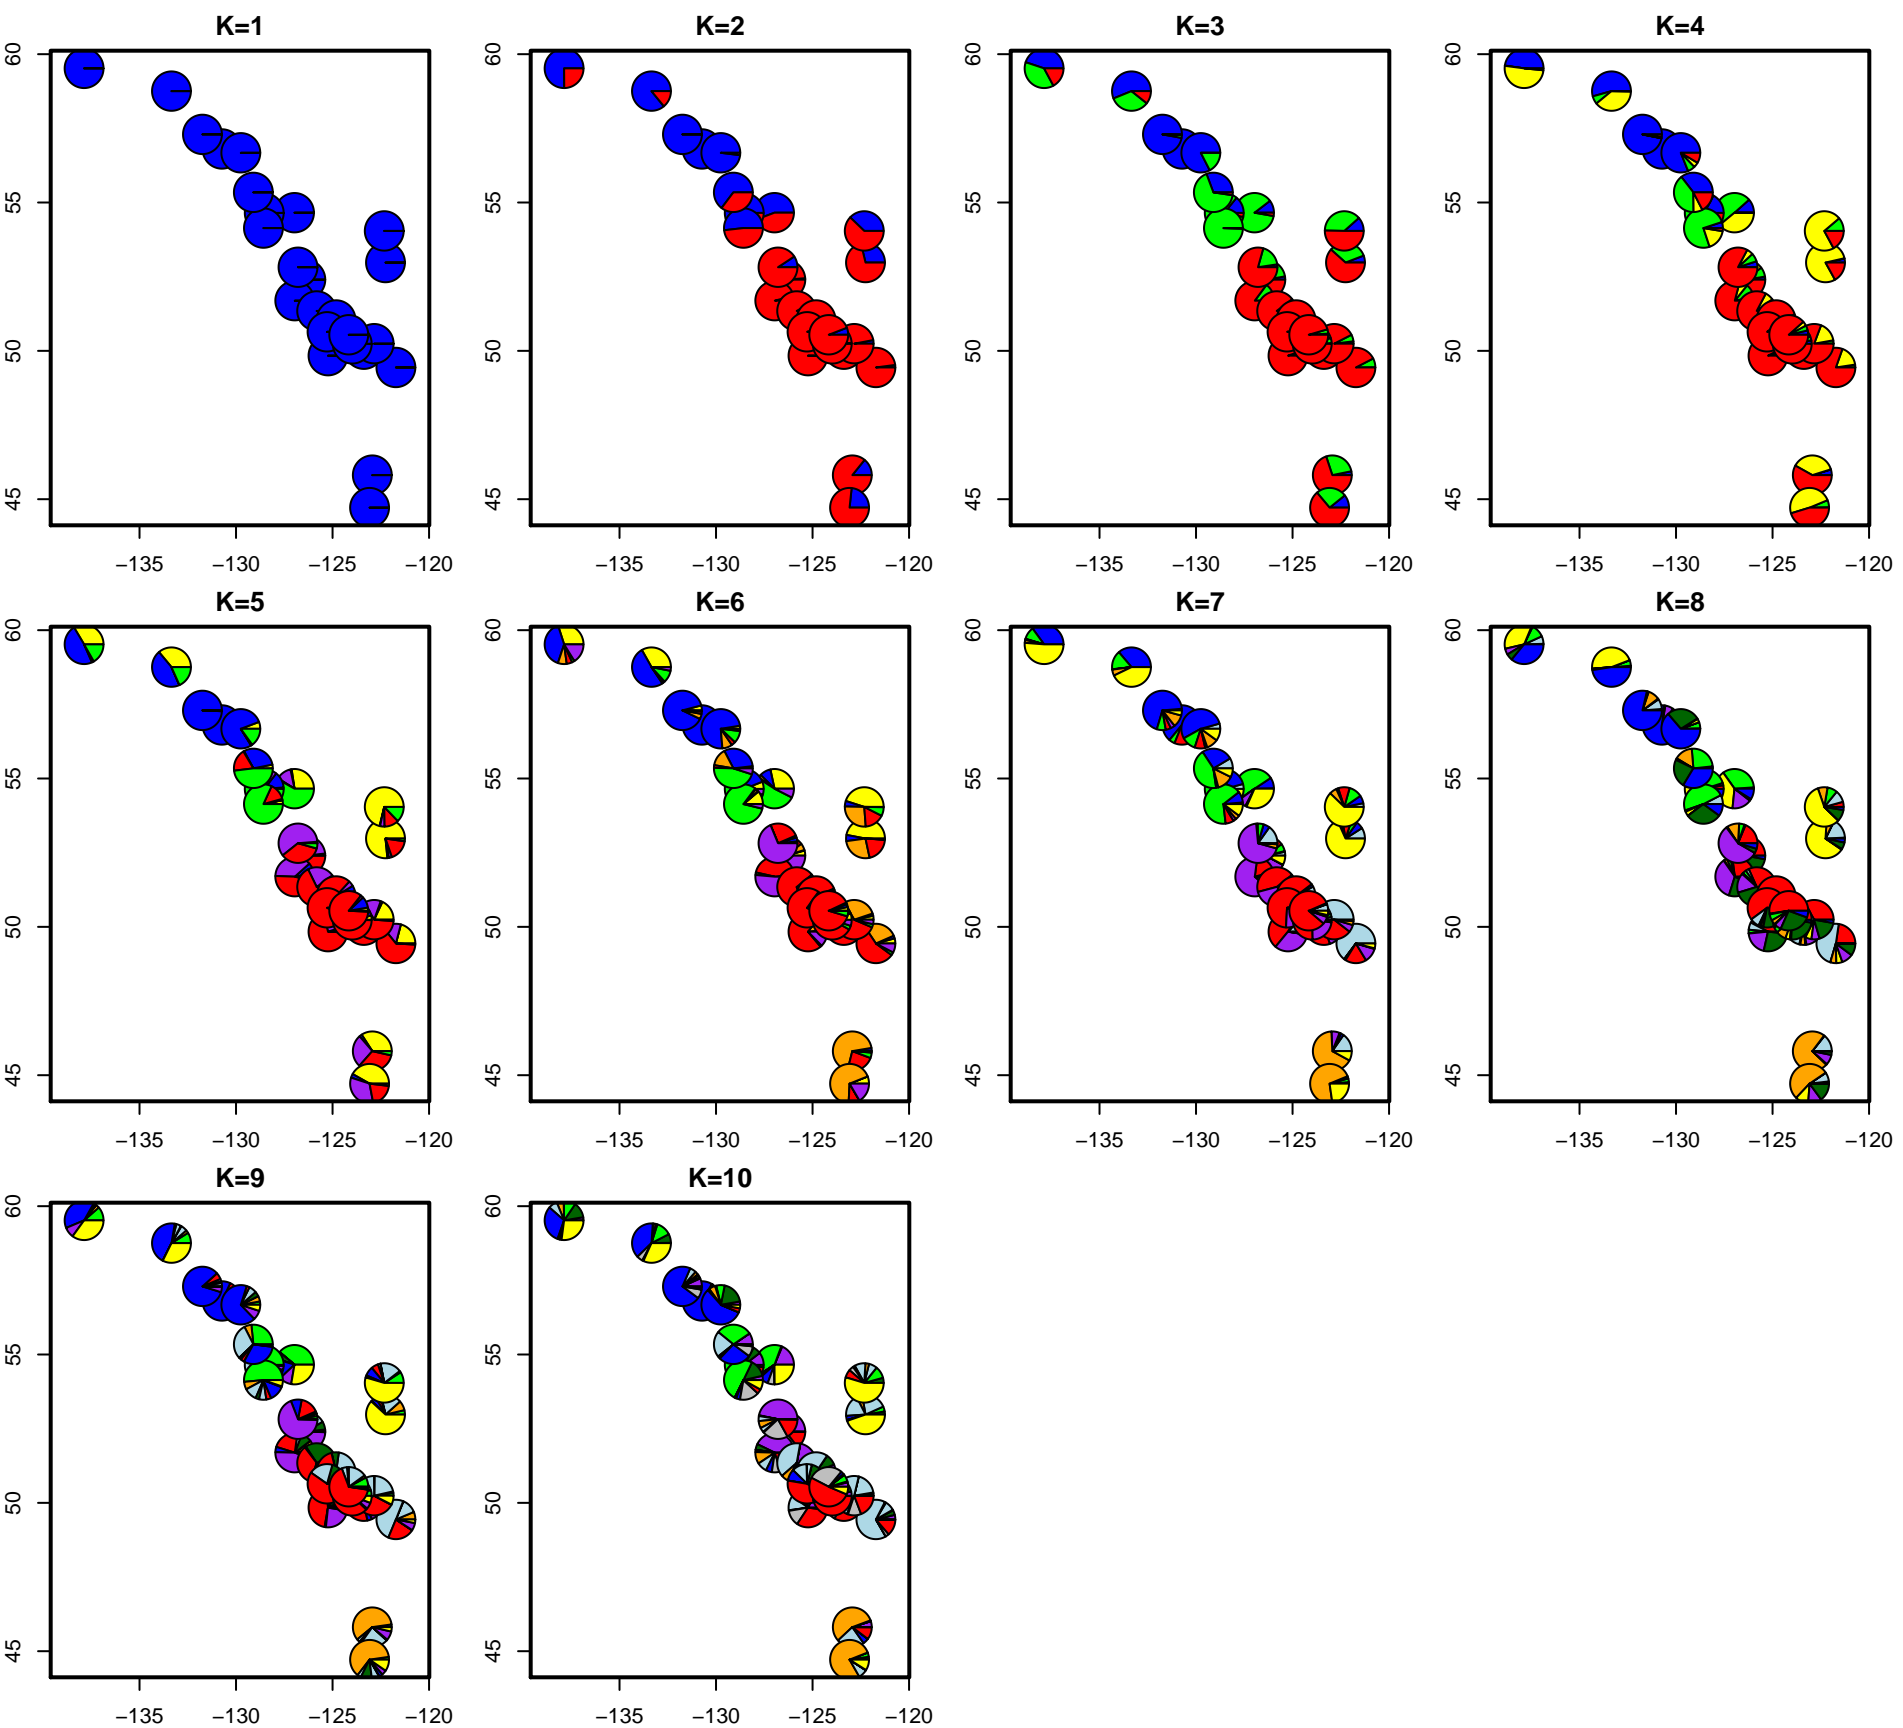 K=1 K=2 K=3 K=4
60 60 60 60
55 55 55 55
50 50 50 50
45 45 45 45
−135 −130 −125 −120 −135 −130 −125 −120 −135 −130 −125 −120 −135 −130 −125 −120
K=5 K=6 K=7 K=8
60 60 60 60
55 55 55 55
50 50 50 50
45 45 45 45
−135 −130 −125 −120 −135 −130 −125 −120 −135 −130 −125 −120 −135 −130 −125 −120
K=9 K=10
60 60
55 55
50 50
45 45
−135 −130 −125 −120 −135 −130 −125 −120